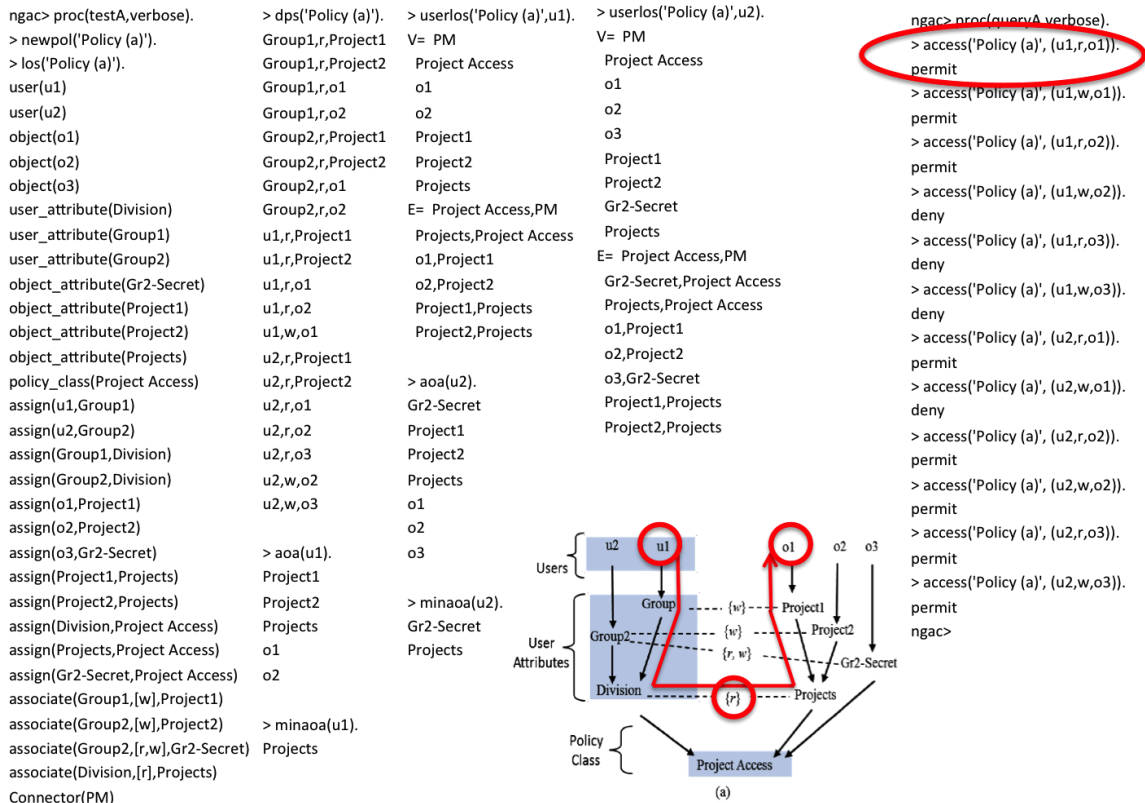 ngac> proc(testA,verbose).
> newpol('Policy (a)').
> los('Policy (a)').
user(u1)
user(u2)
object(o1)
object(o2)
object(o3)
user_attribute(Division)
user_attribute(Group1)
user_attribute(Group2)
object_attribute(Gr2-Secret)
object_attribute(Project1)
object_attribute(Project2)
object_attribute(Projects)
policy_class(Project Access)
assign(u1,Group1)
assign(u2,Group2)
assign(Group1,Division)
assign(Group2,Division)
assign(o1,Project1)
assign(o2,Project2)
assign(o3,Gr2-Secret)
assign(Project1,Projects)
assign(Project2,Projects)
assign(Division,Project Access)
assign(Projects,Project Access)
assign(Gr2-Secret,Project Access)
associate(Group1,[w],Project1)
associate(Group2,[w],Project2)
associate(Group2,[r,w],Gr2-Secret)
associate(Division,[r],Projects)
Connector(PM)
> dps('Policy (a)').
Group1,r,Project1
Group1,r,Project2
Group1,r,o1
Group1,r,o2
Group2,r,Project1
Group2,r,Project2
Group2,r,o1
Group2,r,o2
u1,r,Project1
u1,r,Project2
u1,r,o1
u1,r,o2
u1,w,o1
u2,r,Project1
u2,r,Project2
u2,r,o1
u2,r,o2
u2,r,o3
u2,w,o2
u2,w,o3
> aoa(u1).
Project1
Project2
Projects
o1
o2
> minaoa(u1).
Projects
> userlos('Policy (a)',u1).
V= PM
Project Access
o1
o2
Project1
Project2
Projects
E= Project Access,PM
Projects,Project Access
o1,Project1
o2,Project2
Project1,Projects
Project2,Projects
> aoa(u2).
Gr2-Secret
Project1
Project2
Projects
o1
o2
o3
> minaoa(u2).
Gr2-Secret
Projects
> userlos('Policy (a)',u2).
V= PM
Project Access
o1
o2
o3
Project1
Project2
Gr2-Secret
Projects
E= Project Access,PM
Gr2-Secret,Project Access
Projects,Project Access
o1,Project1
o2,Project2
o3,Gr2-Secret
Project1,Projects
Project2,Projects
ngac> proc(queryA,verbose).
> access('Policy (a)', (u1,r,o1)).
permit
> access('Policy (a)', (u1,w,o1)).
permit
> access('Policy (a)', (u1,r,o2)).
permit
> access('Policy (a)', (u1,w,o2)).
deny
> access('Policy (a)', (u1,r,o3)).
deny
> access('Policy (a)', (u1,w,o3)).
deny
> access('Policy (a)', (u2,r,o1)).
permit
> access('Policy (a)', (u2,w,o1)).
deny
> access('Policy (a)', (u2,r,o2)).
permit
> access('Policy (a)', (u2,w,o2)).
permit
> access('Policy (a)', (u2,r,o3)).
permit
> access('Policy (a)', (u2,w,o3)).
permit
ngac>
u2 u1 o1 o2 o3
Users
Group {w} Project1
Group2 {w} Project2
User Attributes
{r, w} Gr2-Secret
Division {r} Projects
Policy Class
Project Access
(a)